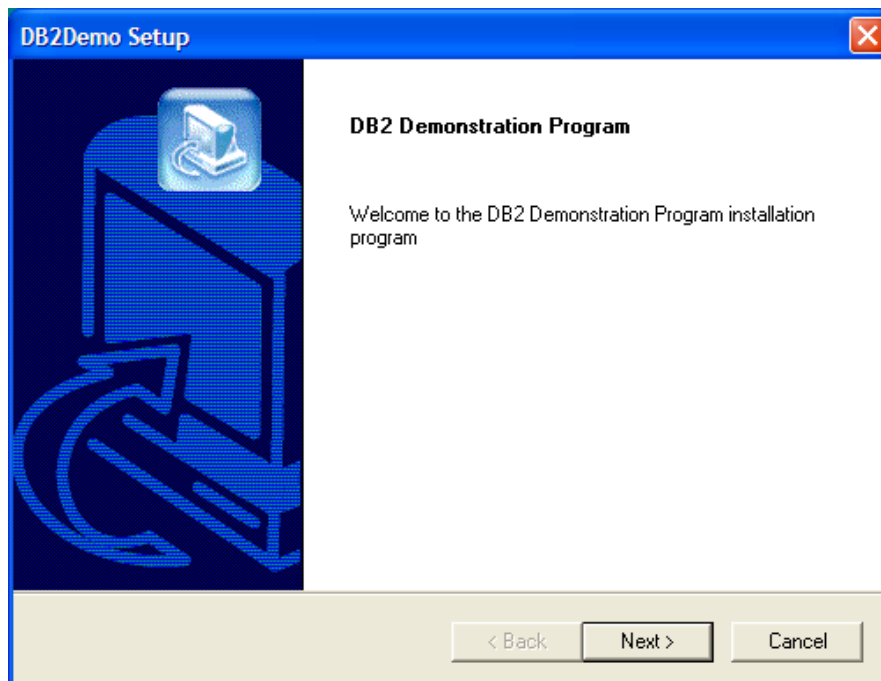 DB2Demo Setup
DB2 Demonstration Program
Welcome to the DB2 Demonstration Program installation
program
< Back Next > Cancel